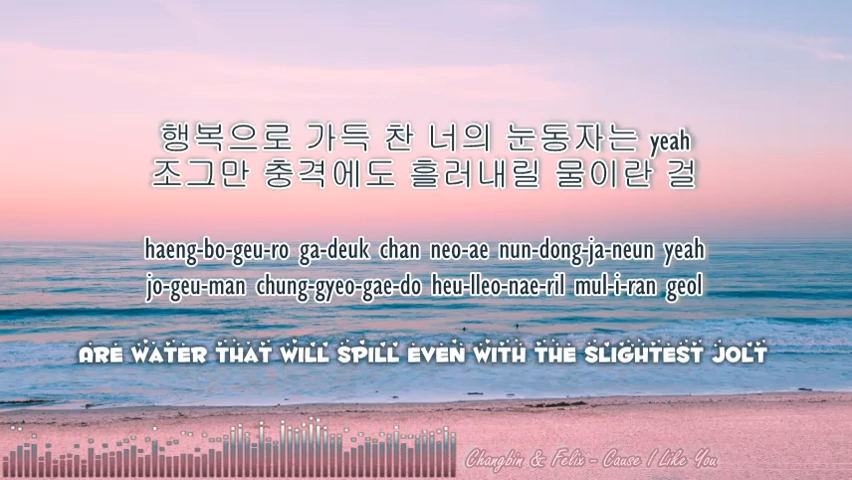 행복으로 가득 찬 너의 눈동자는 yeah
조그만 충격에도 흘러내릴 물이란 걸
haeng-bo-geu-ro ga-deuk chan neo-ae nun-dong-ja-neun yeah
jo-geu-man chung-gyeo-gae-do heu-lleo-nae-ril mul-i-ran geol
ARE WATER THAT WILL SPILL EVEN WITH THE SLIGHTEST JOLT
Changbin & Felix - Cause I Like You